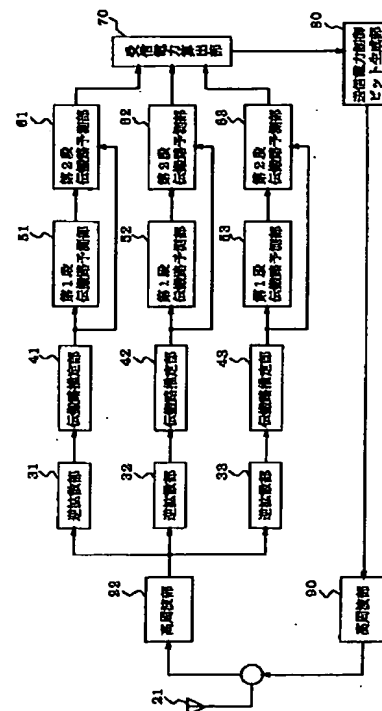 21
22
高周波部
31
逆拡散部
41
伝搬路推定部
51
第1段
伝搬路予測部
61
第2段
伝搬路予測部
32
逆拡散部
42
伝搬路推定部
52
第1段
伝搬路予測部
62
第2段
伝搬路予測部
33
逆拡散部
43
伝搬路推定部
53
第1段
伝搬路予測部
63
第2段
伝搬路予測部
70
受信電力算出部
80
送信電力制御
ビット生成部
90
高周波部